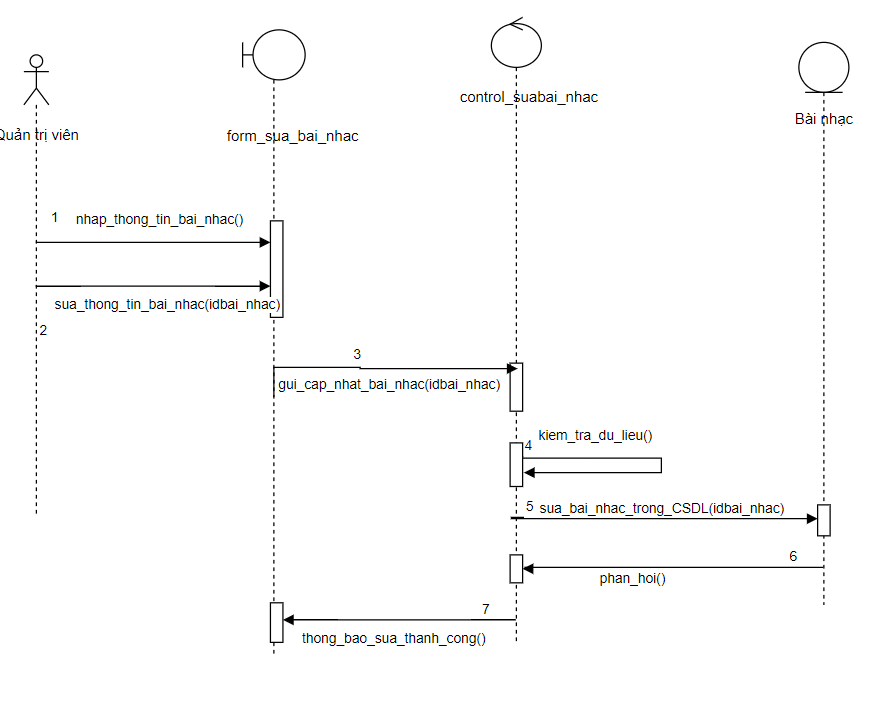 control_suabai_nhac
Bài nhạc
Quản trị viên
form_sua_bai_nhac
1
nhap_thong_tin_bai_nhac()
sua_thong_tin_bai_nhac(idbai_nhac)
2
3
gui_cap_nhat_bai_nhac(idbai_nhac)
kiem_tra_du_lieu()
4
5
sua_bai_nhac_trong_CSDL(idbai_nhac)
6
phan_hoi()
7
thong_bao_sua_thanh_cong()